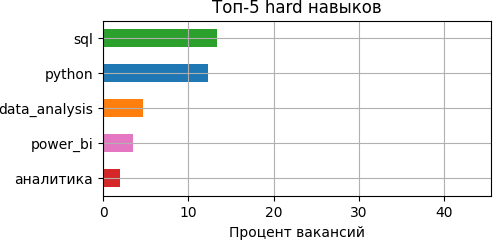 Топ-5 hard навыков
sql
python
data_analysis
power_bi
аналитика
0 10 20 30 40
Процент вакансий